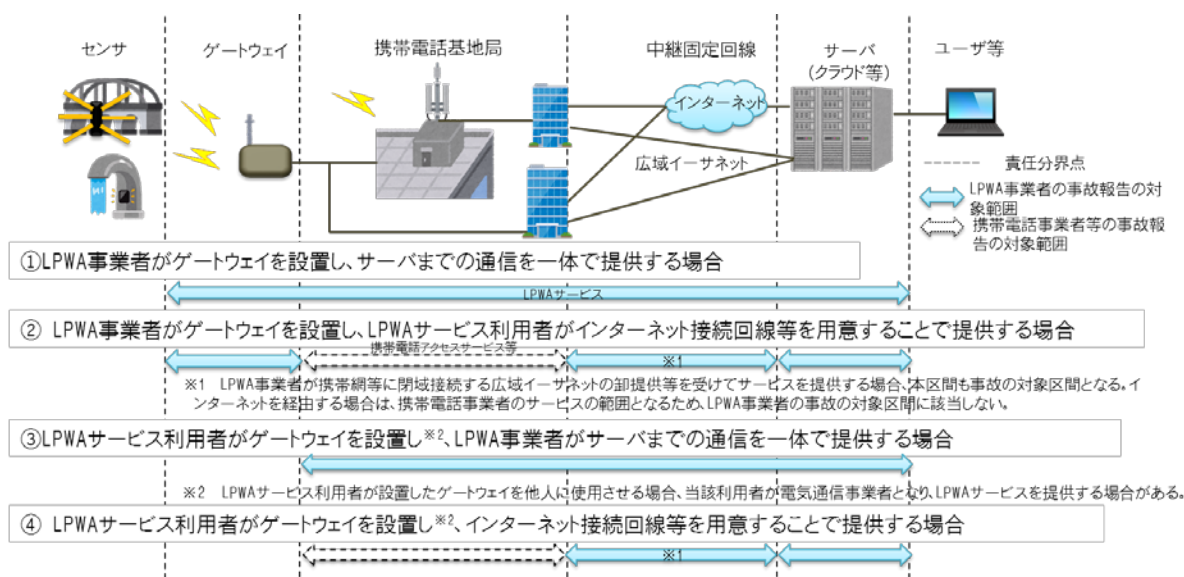 センサ
ゲートウェイ
携帯電話基地局
中継固定回線
サーバ
(クラウド等)
ユーザ等
インターネット
広域イーサネット
責任分界点
LPWA事業者の事故報告の対
象範囲
携帯電話事業者等の事故報
告の対象範囲
①LPWA事業者がゲートウェイを設置し、サーバまでの通信を一体で提供する場合
LPWAサービス
② LPWA事業者がゲートウェイを設置し、LPWAサービス利用者がインターネット接続回線等を用意することで提供する場合
携帯電話アクセスサービス等
※1
※1 LPWA事業者が携帯網等に閉域接続する広域イーサネットの卸提供等を受けてサービスを提供する場合、本区間も事故の対象区間となる。イ
ンターネットを経由する場合は、携帯電話事業者のサービスの範囲となるため、LPWA事業者の事故の対象区間に該当しない。
③LPWAサービス利用者がゲートウェイを設置し※2、LPWA事業者がサーバまでの通信を一体で提供する場合
※2 LPWAサービス利用者が設置したゲートウェイを他人に使用させる場合、当該利用者が電気通信事業者となり、LPWAサービスを提供する場合がある。
④ LPWAサービス利用者がゲートウェイを設置し※2、インターネット接続回線等を用意することで提供する場合
※1